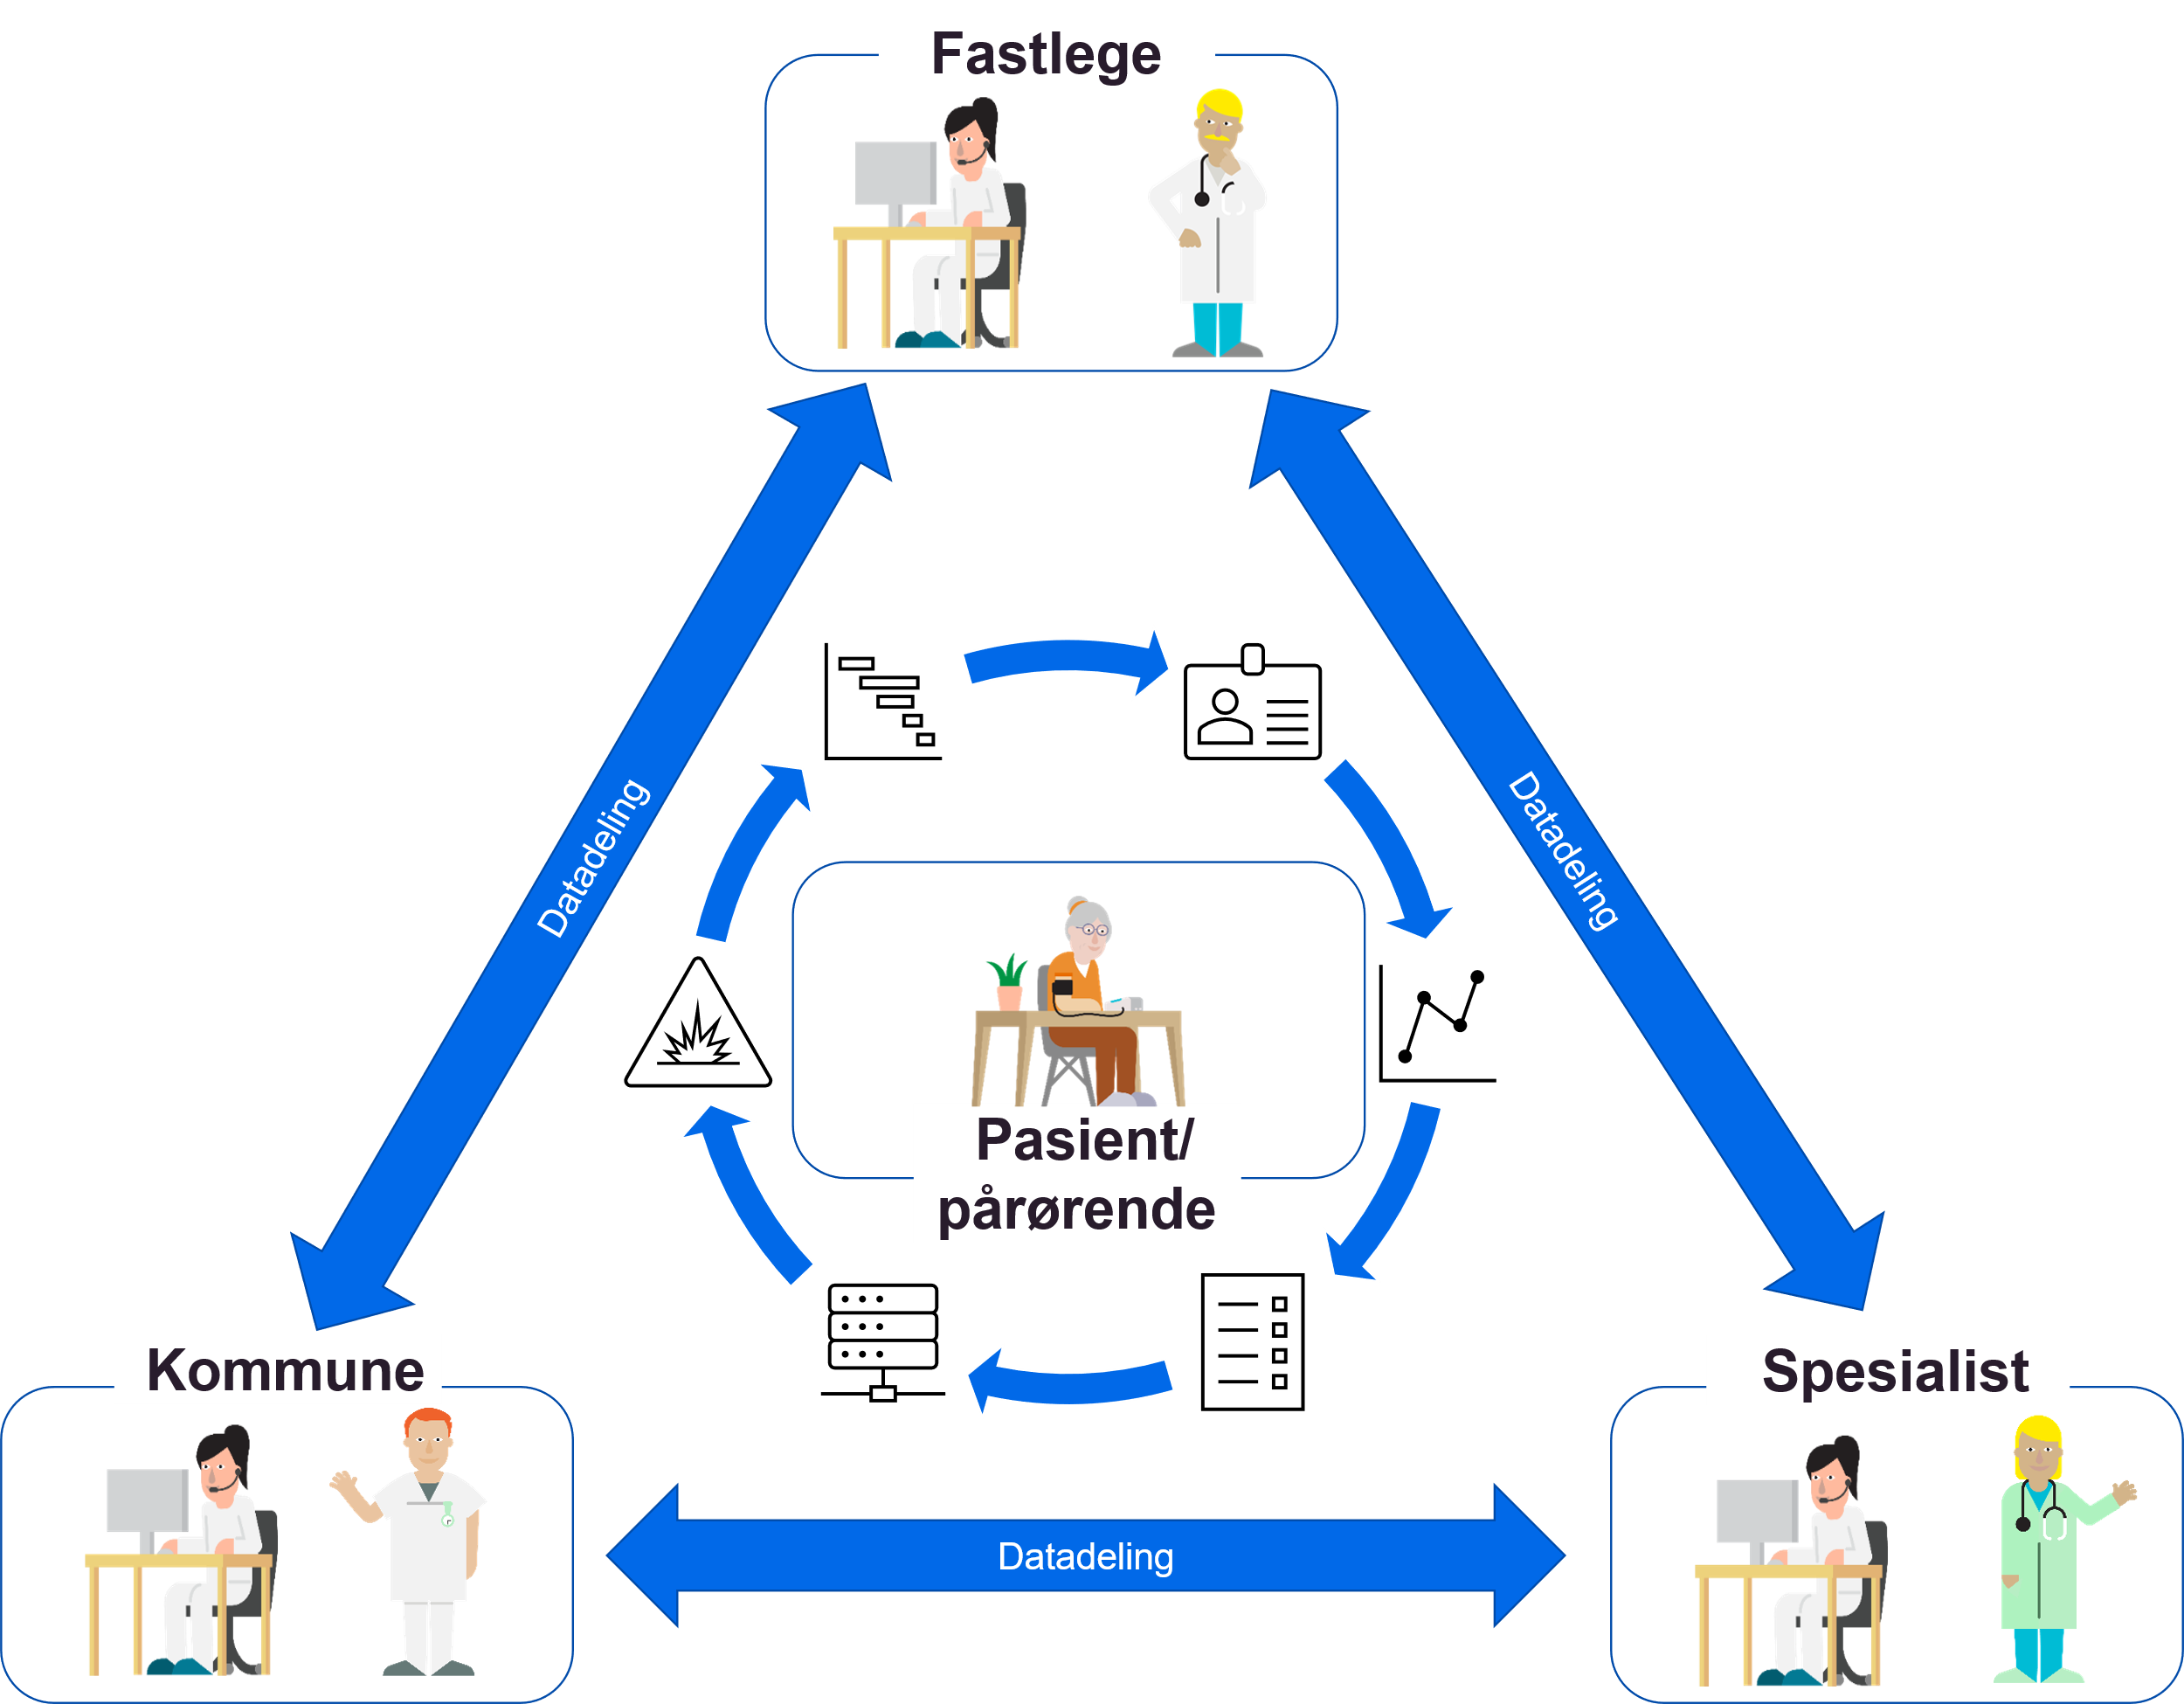 Fastlege
Datadeling
Datadeling
Pasient/
pårørende
Kommune
Spesialist
Datadeling